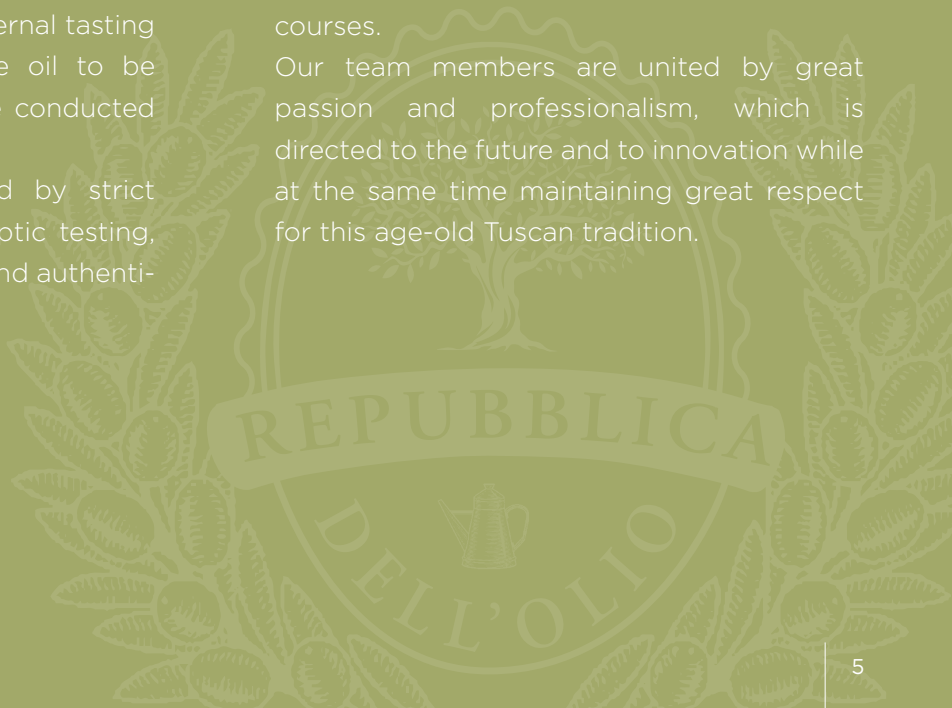 ernal tasting
e oil to be
conducted
d by strict
ptic testing,
nd authenti-
courses.
Our team members are united by great
passion and professionalism, which is
directed to the future and to innovation while
at the same time maintaining great respect
for this age-old Tuscan tradition.
REPUBBLICA
DELL'OLIO
5